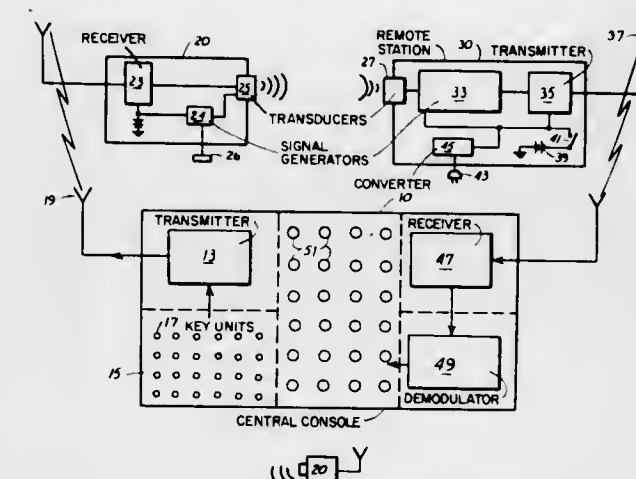 RECEIVER
20
23
25
24
26
TRANSDUCERS
SIGNAL GENERATORS
REMOTE STATION
30
TRANSMITTER
37
27
33
35
41
39
45
CONVERTER
43
10
19
TRANSMITTER
13
51
RECEIVER
47
17
KEY UNITS
15
49
DEMODULATOR
CENTRAL CONSOLE
20